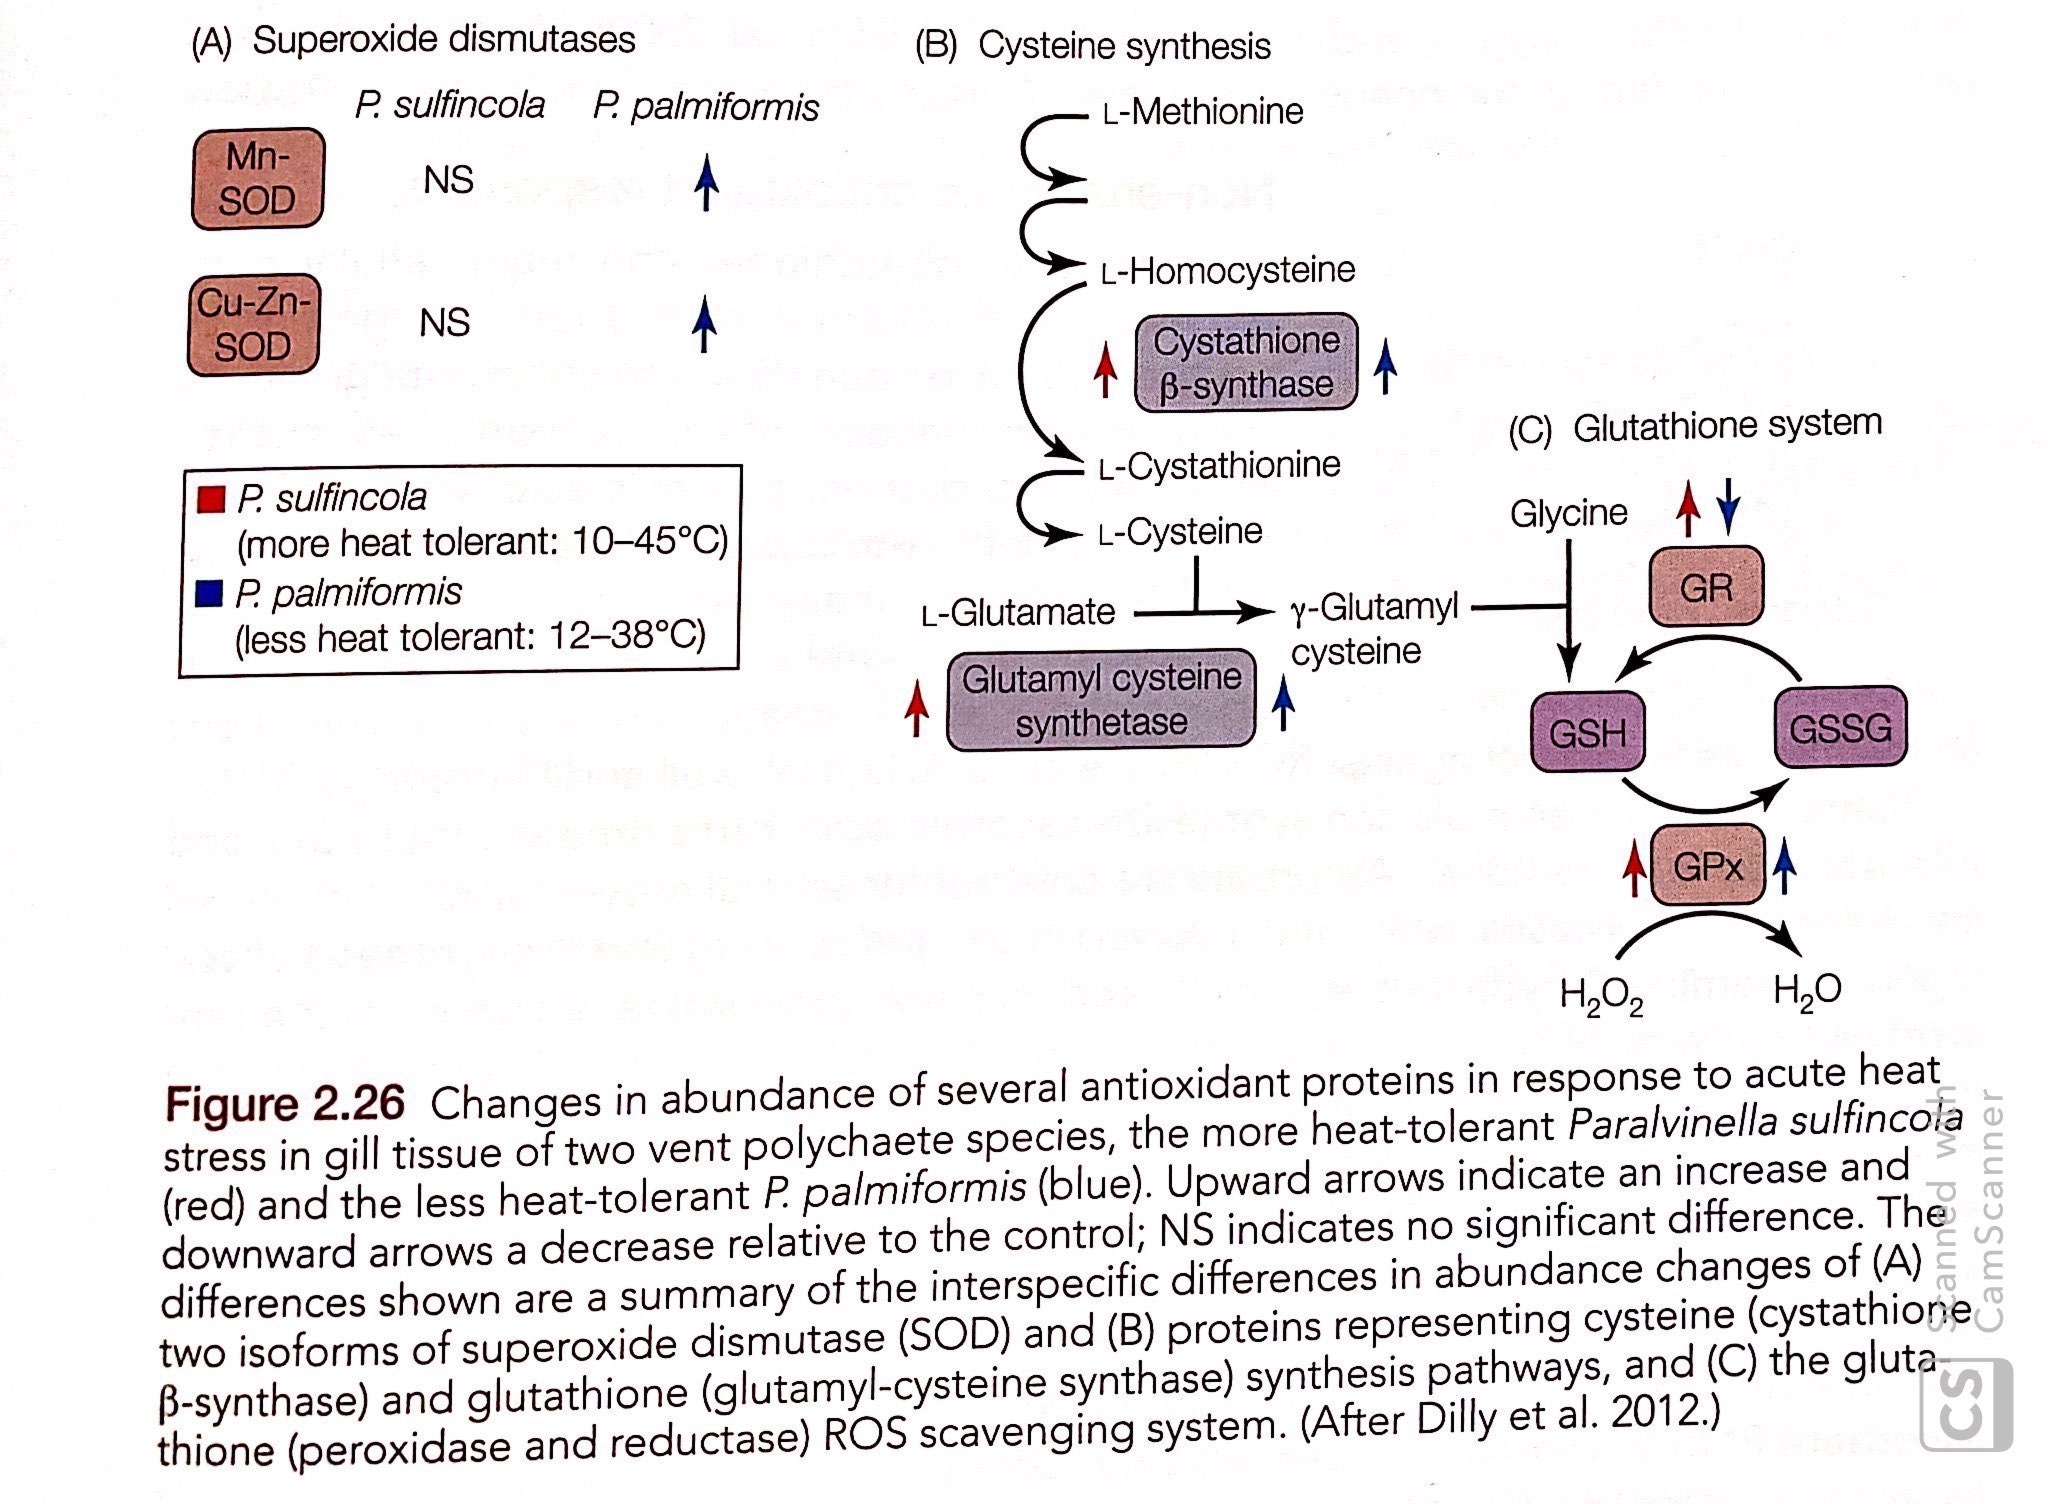 (A) Superoxide dismutases
P. sulfincola P. palmiformis
Mn-
SOD
NS
Cu-Zn-
SOD
NS
P. sulfincola
(more heat tolerant: 10–45°C)
P. palmiformis
(less heat tolerant: 12–38°C)
(B) Cysteine synthesis
L-Methionine
L-Homocysteine
Cystathione
β-synthase
L-Cystathionine
L-Cysteine
L-Glutamate
γ-Glutamyl
cysteine
Glutamyl cysteine
synthetase
(C) Glutathione system
Glycine
GR
GSH
GSSG
GPx
H₂O₂
H₂O
Figure 2.26 Changes in abundance of several antioxidant proteins in response to acute heat
stress in gill tissue of two vent polychaete species, the more heat-tolerant Paralvinella sulfincola
(red) and the less heat-tolerant P. palmiformis (blue). Upward arrows indicate an increase and
downward arrows a decrease relative to the control; NS indicates no significant difference. The
differences shown are a summary of the interspecific differences in abundance changes of (A)
two isoforms of superoxide dismutase (SOD) and (B) proteins representing cysteine (cystathione
β-synthase) and glutathione (glutamyl-cysteine synthase) synthesis pathways, and (C) the gluta-
thione (peroxidase and reductase) ROS scavenging system. (After Dilly et al. 2012.)
CS
Scanned with
CamScanner